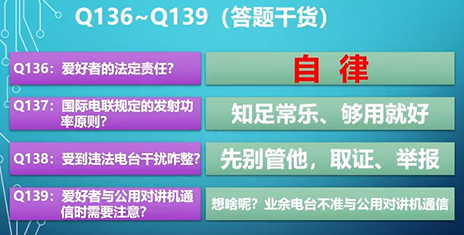 Q136~Q139（答题干货）
Q136：爱好者的法定责任？
自 律
Q137：国际电联规定的发射功
率原则？
知足常乐、够用就好
Q138：受到违法电台干扰咋整？
先别管他，取证、举报
Q139：爱好者与公用对讲机通
信时需要注意？
想啥呢？业余电台不准与公用对讲机通信